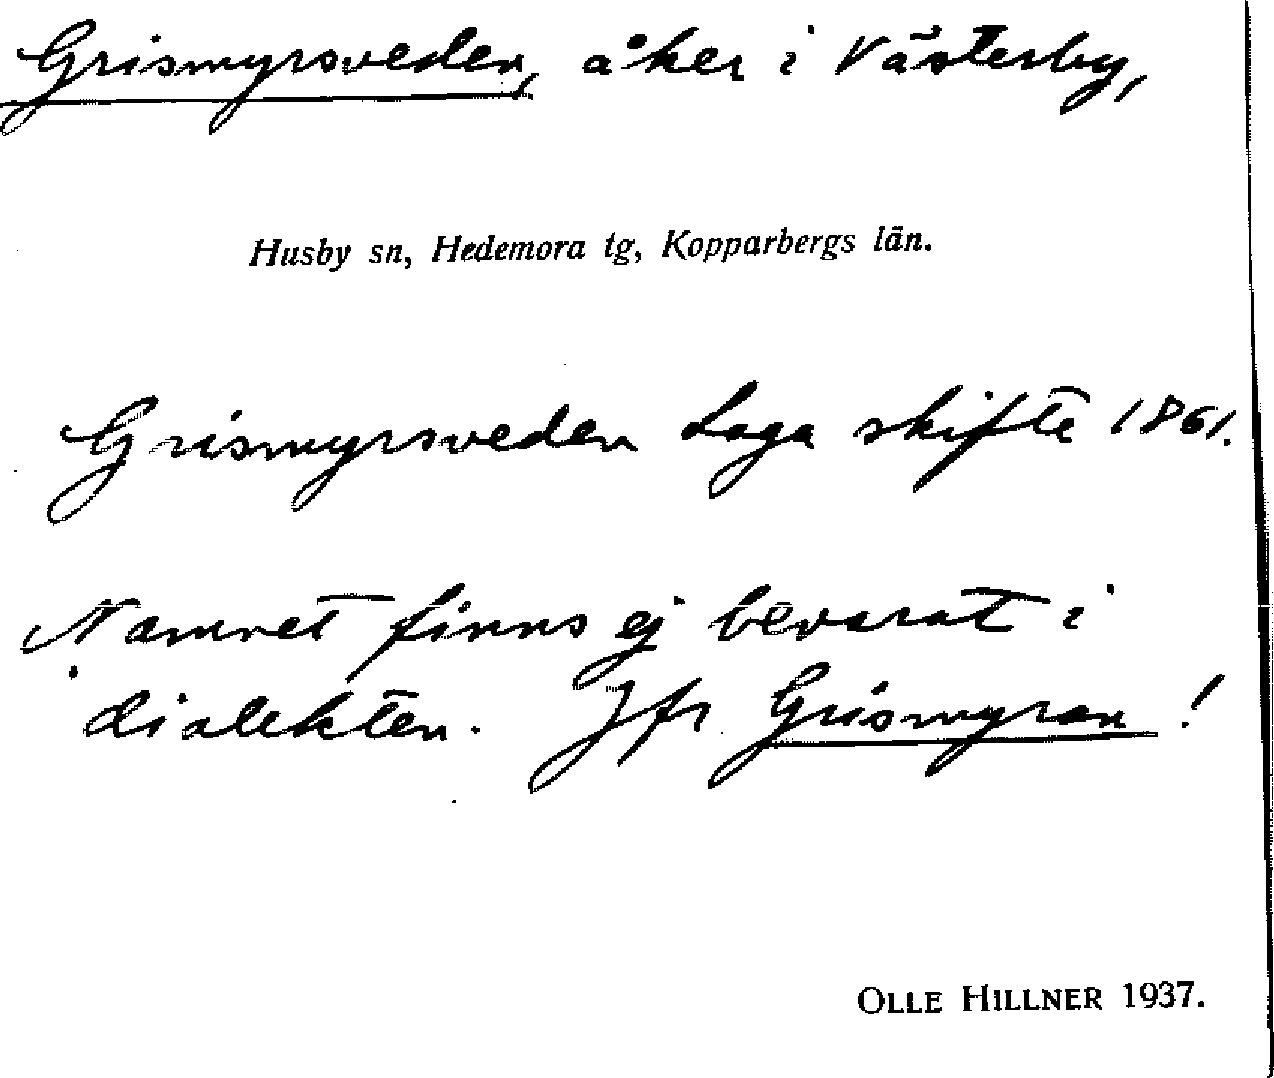 Grismyrsveden, åker i Västerby,
Husby sn, Hedemora tg, Kopparbergs län.
Grismyrsveden Laga skifte 1861.
Namnet finns ej bevarat i
dialekten. Jfr Grismyran!
OLLE HILLNER 1937.